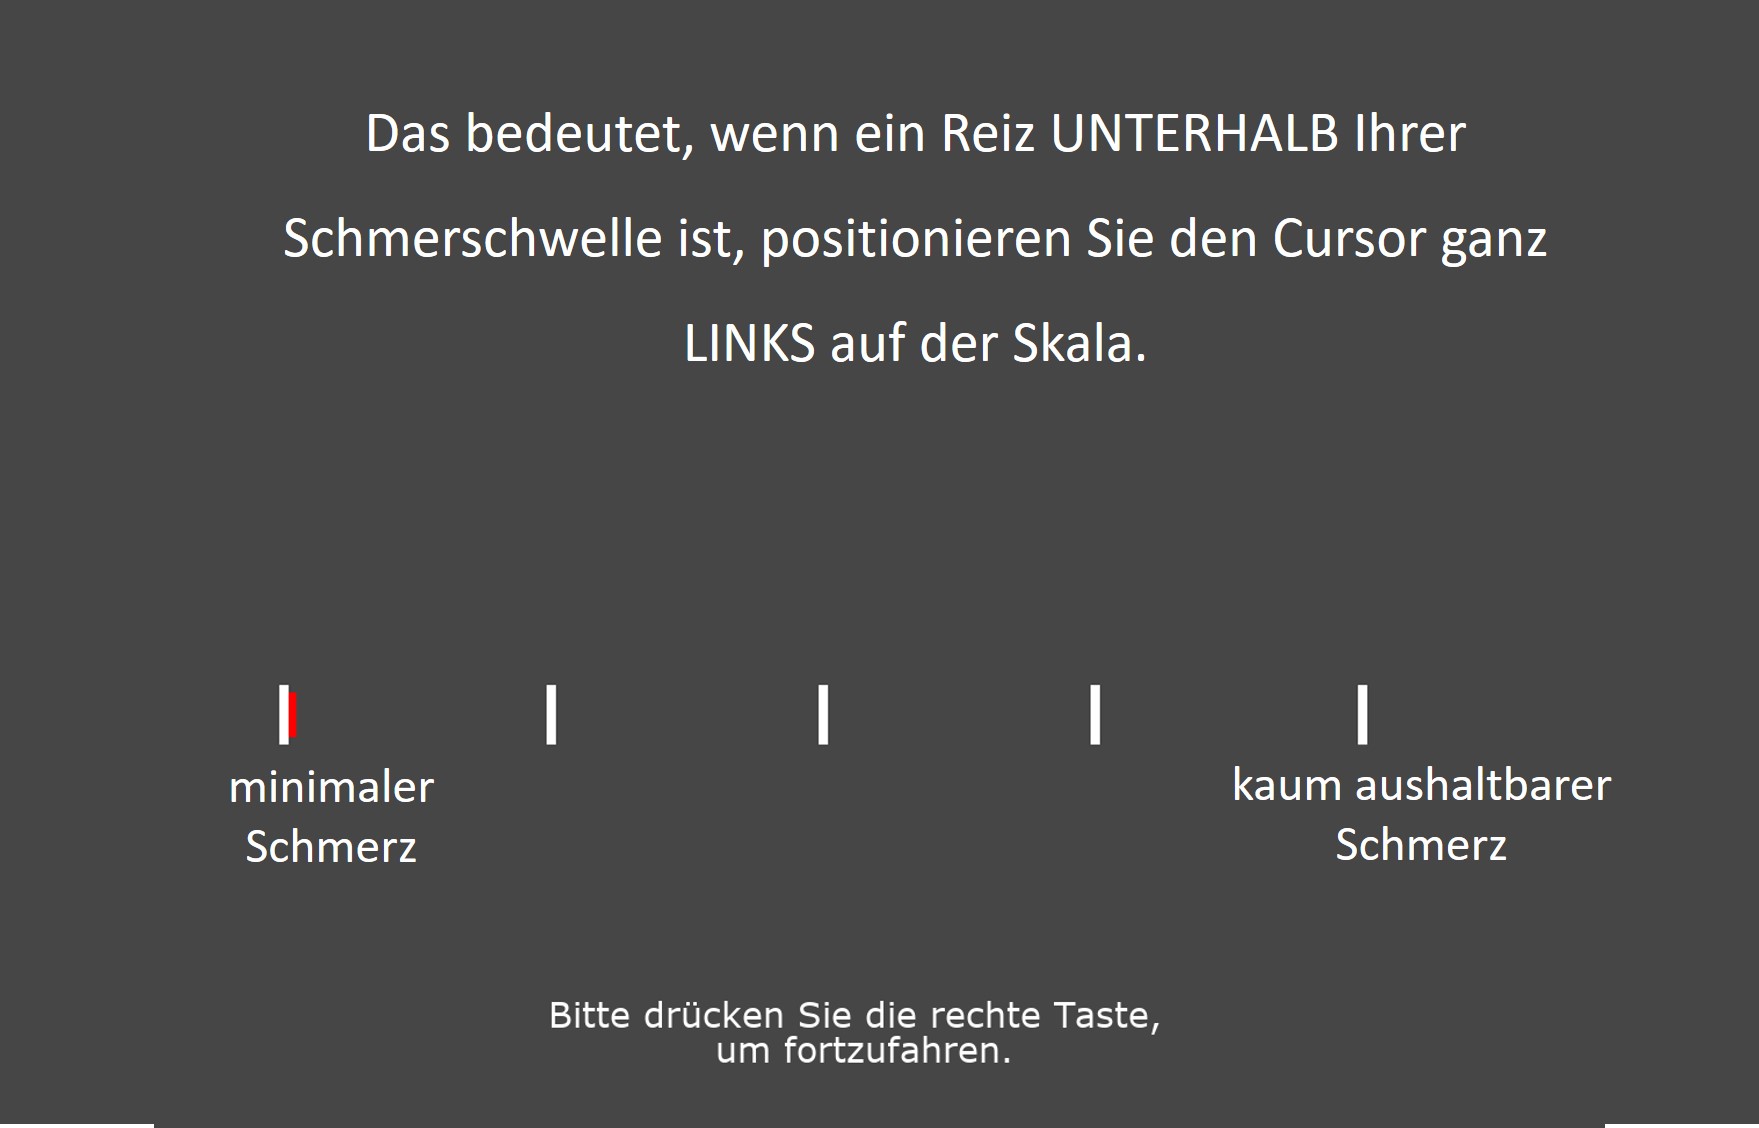 Das bedeutet, wenn ein Reiz UNTERHALB Ihrer
Schmerschwelle ist, positionieren Sie den Cursor ganz
LINKS auf der Skala.
minimaler
Schmerz
kaum aushaltbarer
Schmerz
Bitte drücken Sie die rechte Taste,
um fortzufahren.